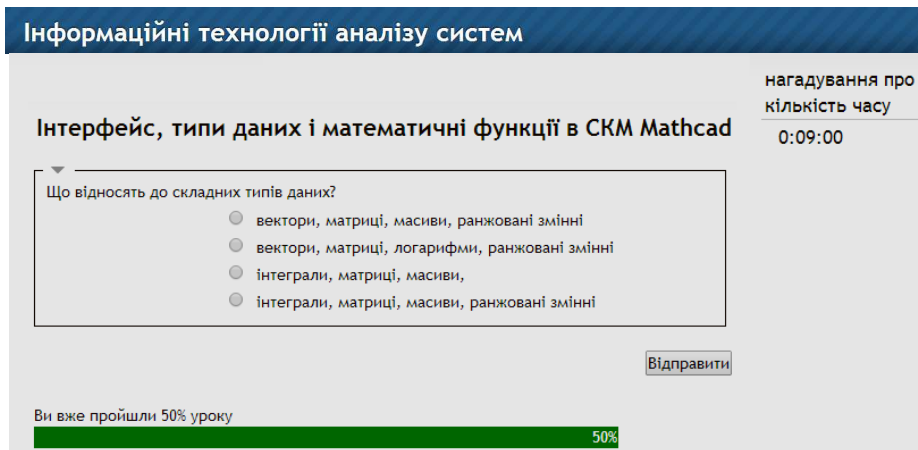 Інформаційні технології аналізу систем
нагадування про
кількість часу
0:09:00
Інтерфейс, типи даних і математичні функції в СКМ Mathcad
Що відносять до складних типів даних?
вектори, матриці, масиви, ранжовані змінні
вектори, матриці, логарифми, ранжовані змінні
інтеграли, матриці, масиви,
інтеграли, матриці, масиви, ранжовані змінні
Відправити
Ви вже пройшли 50% уроку
50%